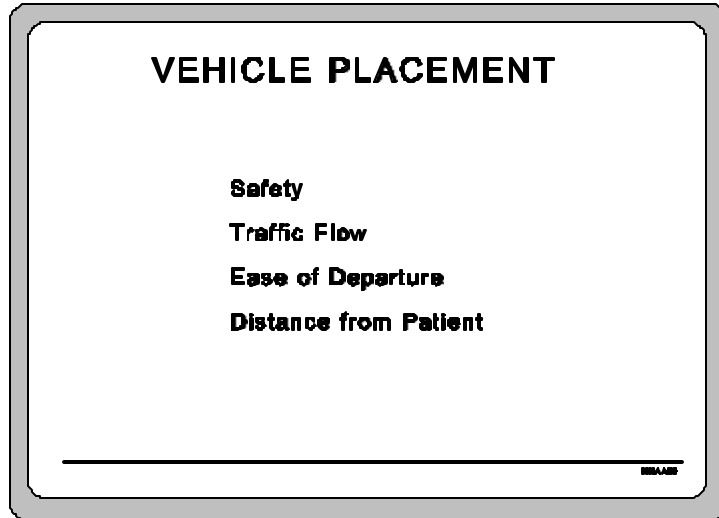 VEHICLE PLACEMENT
Safety
Traffic Flow
Ease of Departure
Distance from Patient